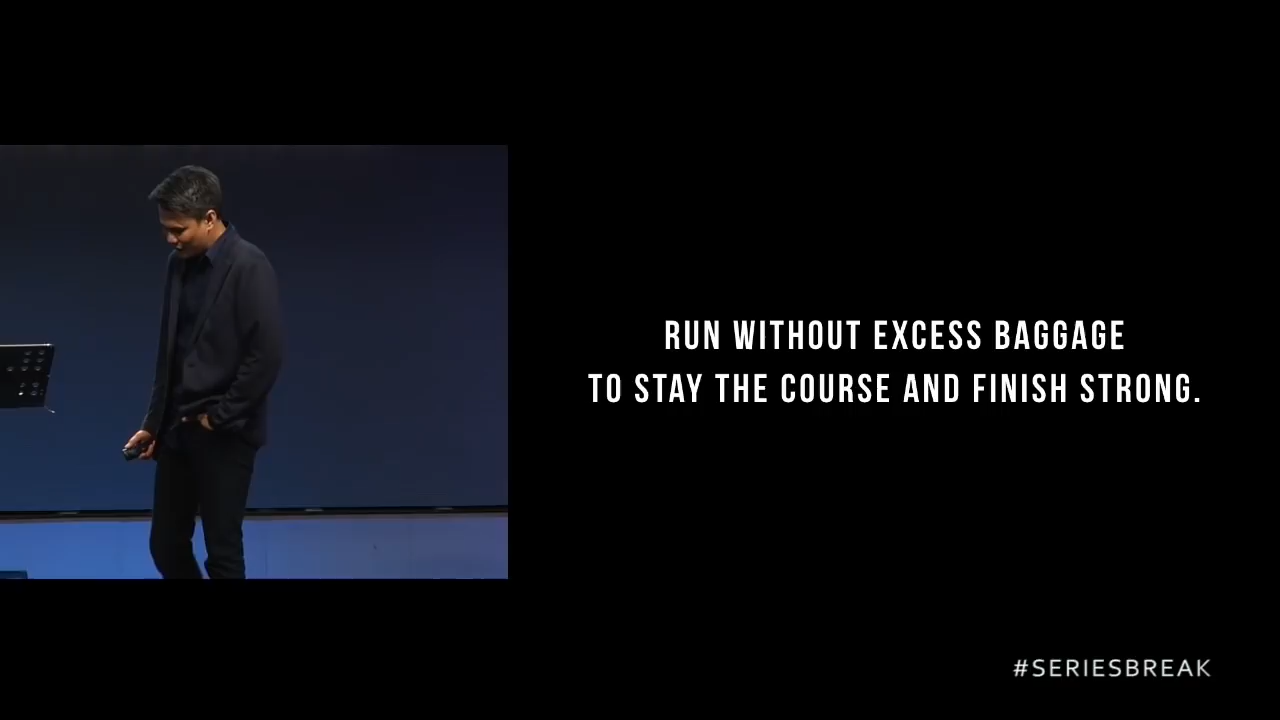 RUN WITHOUT EXCESS BAGGAGE
TO STAY THE COURSE AND FINISH STRONG.
#SERIESBREAK